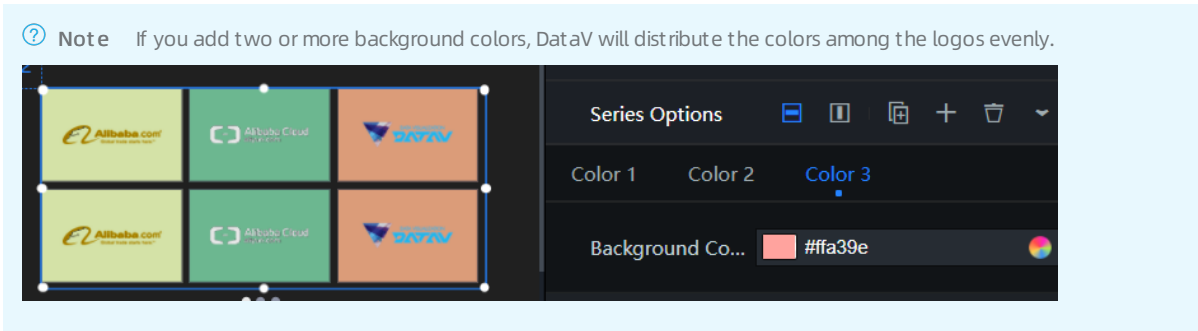 Note If you add two or more background colors, DataV will distribute the colors among the logos evenly.
Series Options
Alibaba.com Alibaba Cloud DATAV
Color 1 Color 2 Color 3
Alibaba.com Alibaba Cloud DATAV
Background Co... #ffa39e